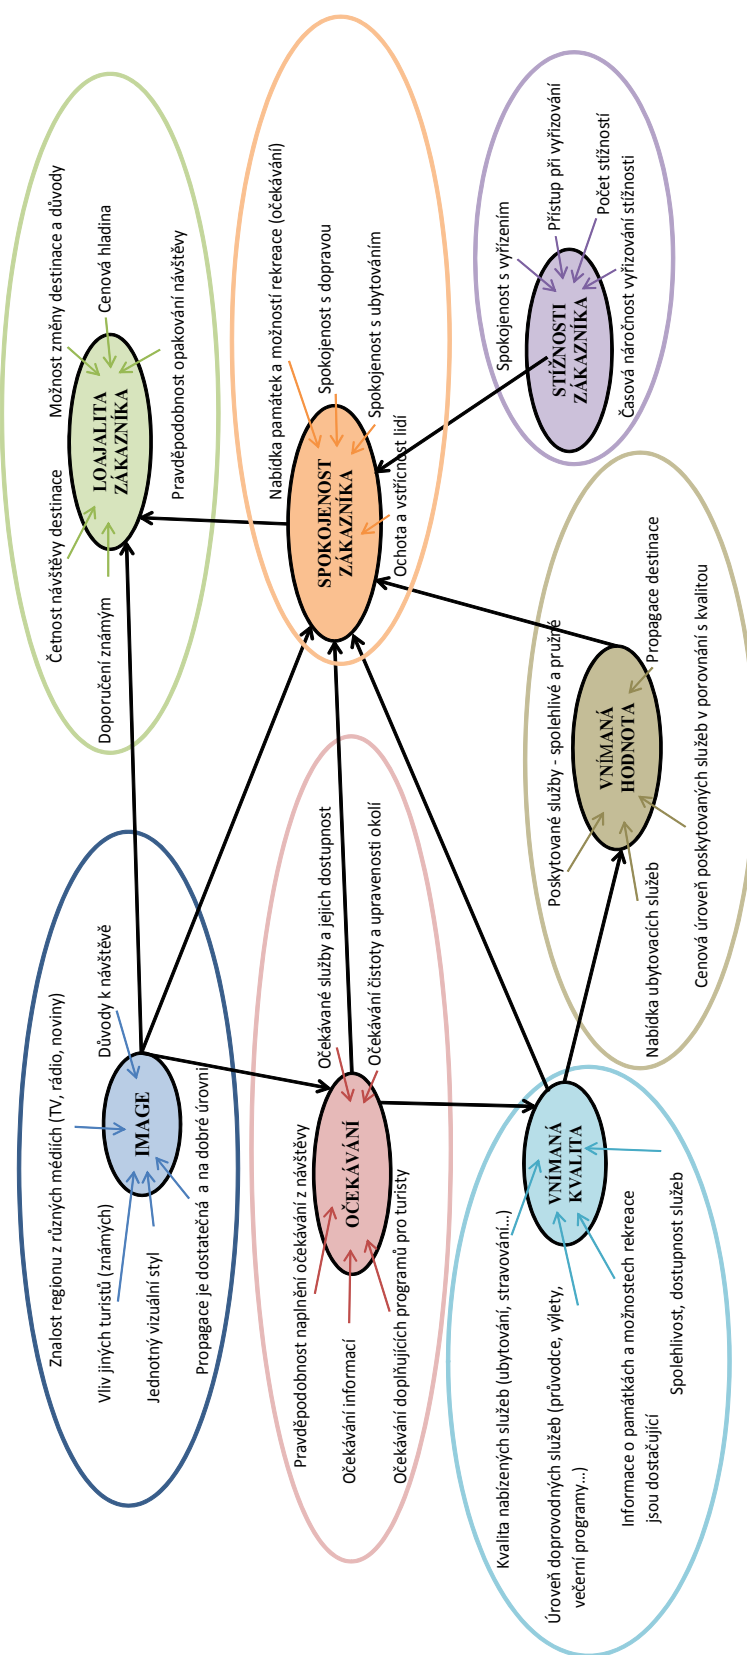 Znalost regionu z různých médiích (TV, rádio, noviny)
Vliv jiných turistů (známých)
Důvody k návštěvě
IMAGE
Jednotný vizuální styl
Propagace je dostatečná a na dobré úrovni
Četnost návštěvy destinace
Možnost změny destinace a důvody
Doporučení známým
Cenová hladina
LOAJALITA
ZÁKAZNÍKA
Pravděpodobnost opakování návštěvy
Pravděpodobnost naplnění očekávání z návštěvy
Očekávané služby a jejich dostupnost
Očekávání informací
OČEKÁVÁNÍ
Očekávání čistoty a upravenosti okolí
Očekávání doplňujících programů pro turisty
Nabídka památek a možností rekreace (očekávání)
Spokojenost s dopravou
SPOKOJENOST
ZÁKAZNÍKA
Spokojenost s ubytováním
Ochota a vstřícnost lidí
Kvalita nabízených služeb (ubytování, stravování...)
Úroveň doprovodných služeb (průvodce, výlety,
večerní programy...)
VNÍMANÁ
KVALITA
Informace o památkách a možnostech rekreace
jsou dostačující
Spolehlivost, dostupnost služeb
Poskytované služby - spolehlivé a pružné
VNÍMANÁ
HODNOTA
Propagace destinace
Nabídka ubytovacích služeb
Cenová úroveň poskytovaných služeb v porovnání s kvalitou
Spokojenost s vyřízením
Přístup při vyřizování
STÍŽNOSTI
ZÁKAZNÍKA
Počet stížností
Časová náročnost vyřizování stížnosti